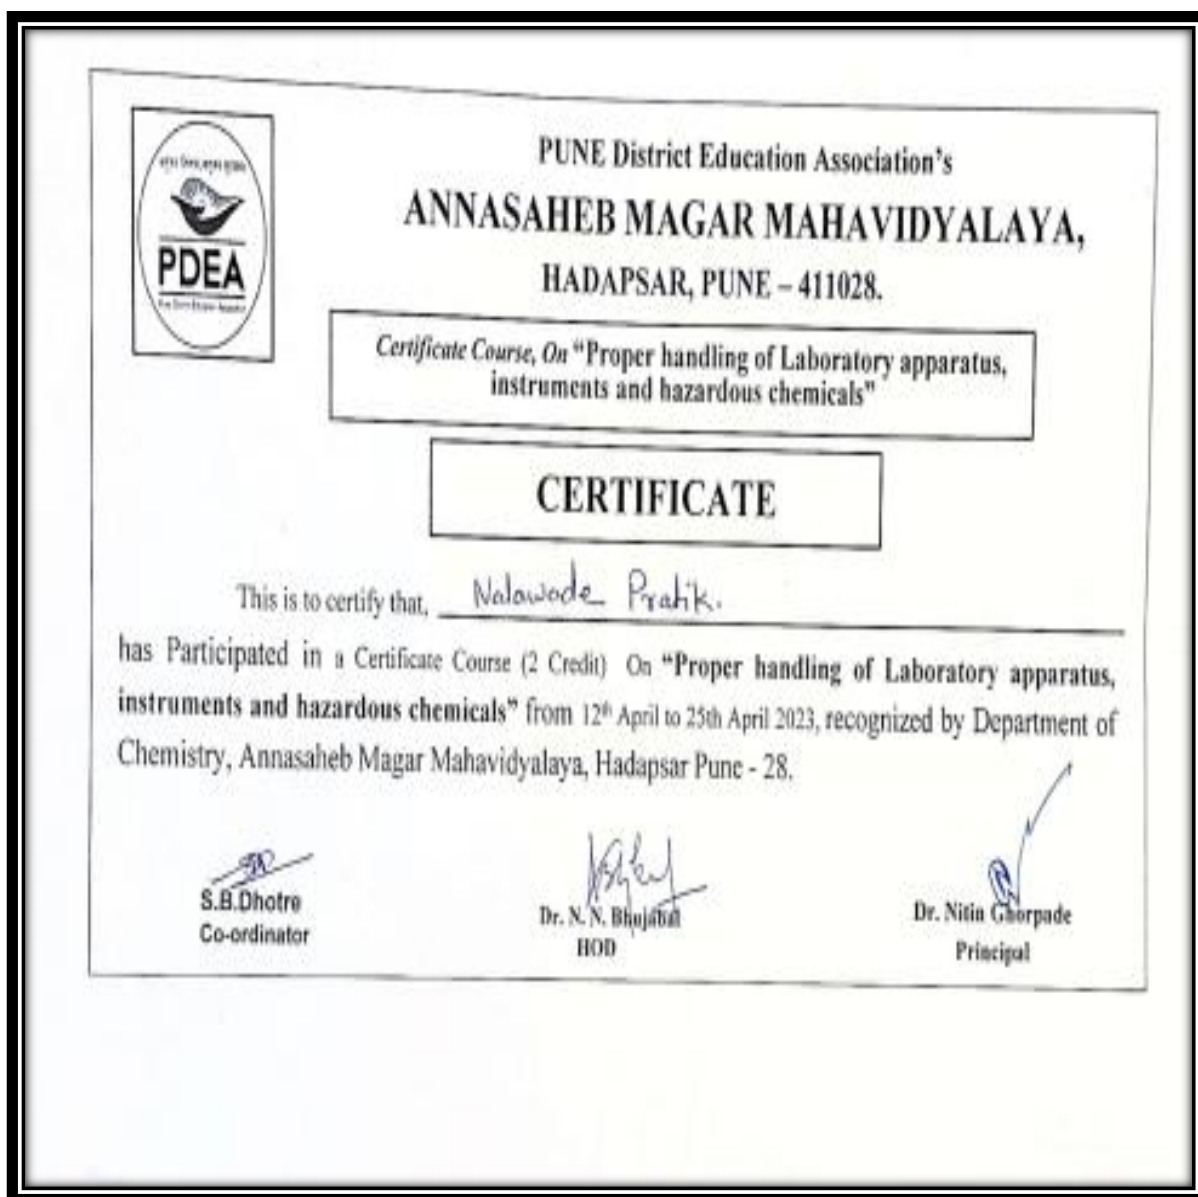 PDEA
PUNE District Education Association's
ANNASAHEB MAGAR MAHAVIDYALAYA,
HADAPSAR, PUNE – 411028.
Certificate Course, On "Proper handling of Laboratory apparatus,
instruments and hazardous chemicals"
CERTIFICATE
This is to certify that, Nalawade Pratik.
has Participated in a Certificate Course (2 Credit) On "Proper handling of Laboratory apparatus,
instruments and hazardous chemicals" from 12th April to 25th April 2023, recognized by Department of
Chemistry, Annasaheb Magar Mahavidyalaya, Hadapsar Pune - 28.
S.B.Dhotre
Co-ordinator
Dr. N. N. Bhujabal
HOD
Dr. Nitin Ghorpade
Principal